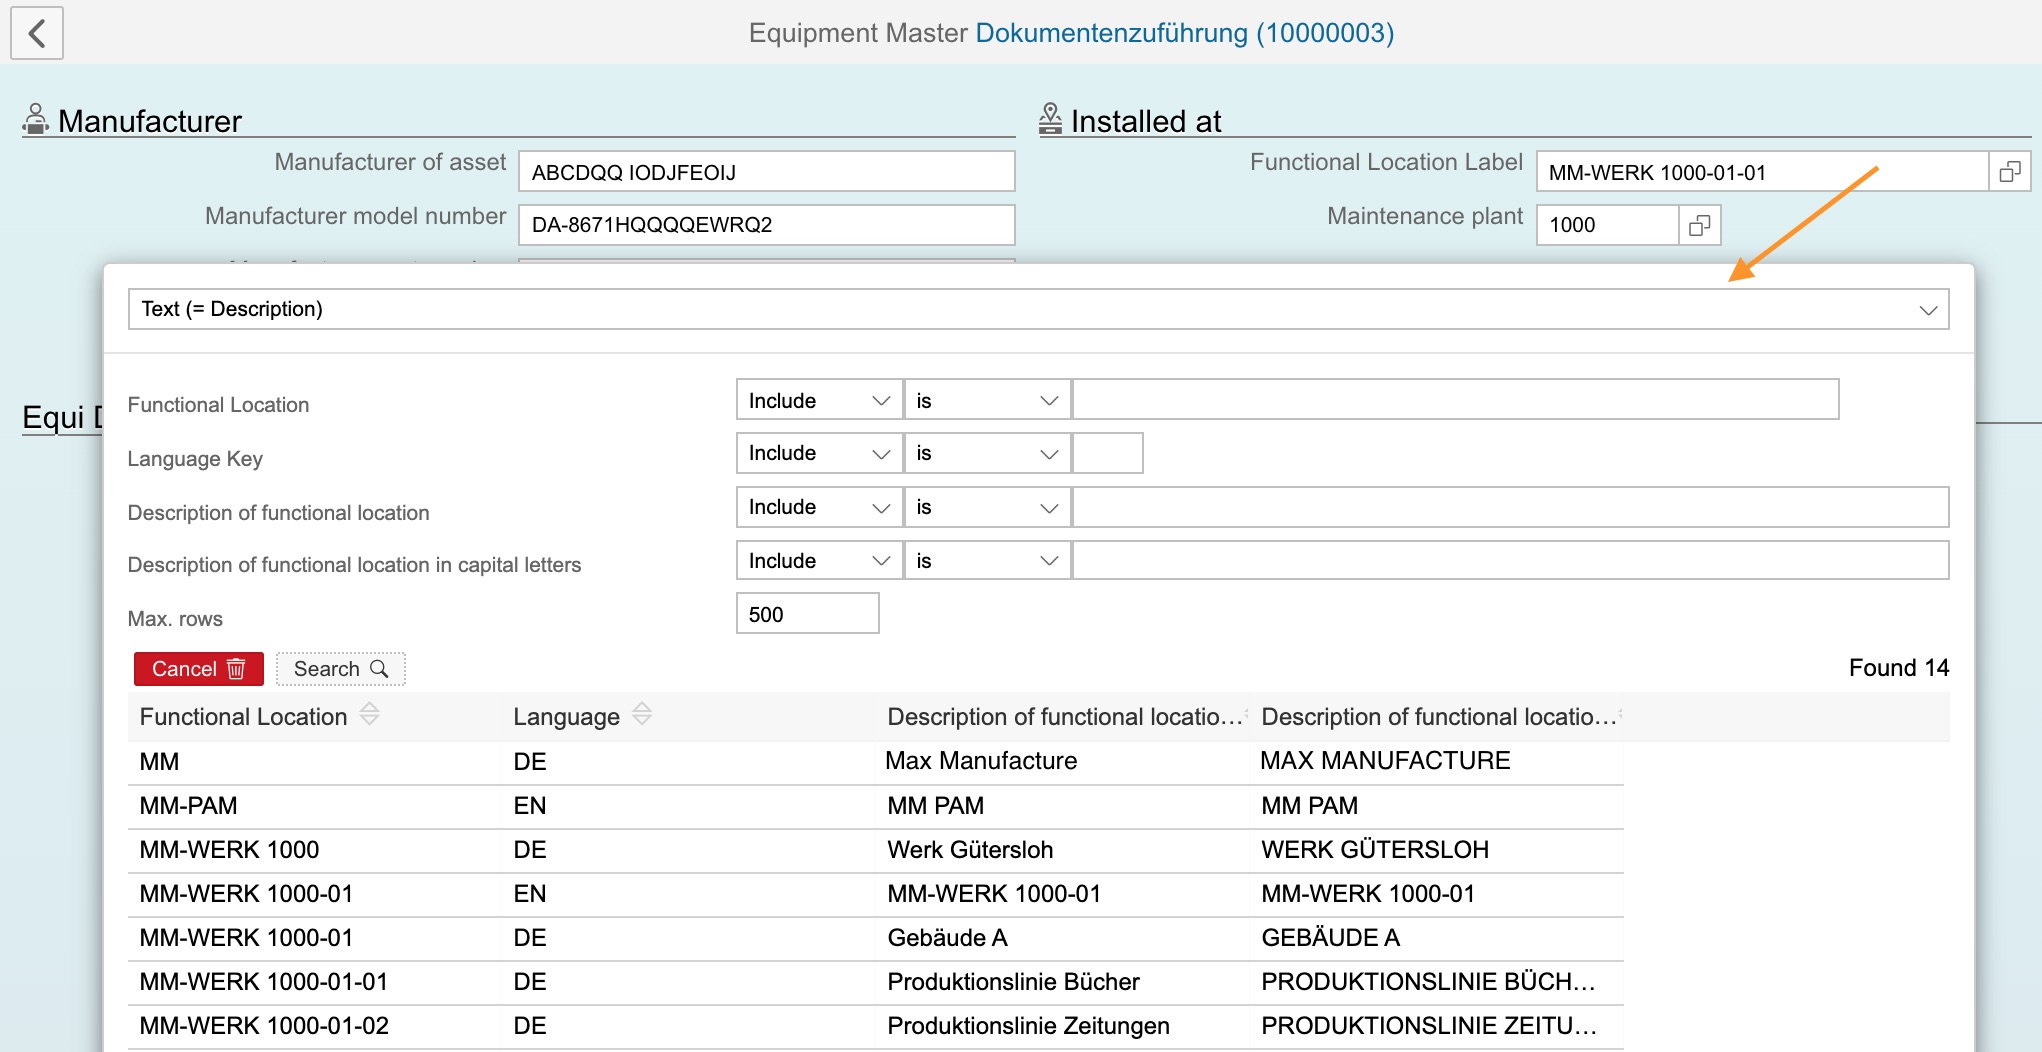 Equipment Master Dokumentenzuführung (10000003)
Manufacturer
Installed at
Manufacturer of asset ABCDQQ IODJFEOIJ
Functional Location Label MM-WERK 1000-01-01
Manufacturer model number DA-8671HQQQQEWRQ2
Maintenance plant 1000
Text (= Description)
Equi
Functional Location Include is
Language Key Include is
Description of functional location Include is
Description of functional location in capital letters Include is
Max. rows 500
Cancel Search Found 14
Functional Location Language Description of functional locatio... Description of functional locatio...
MM DE Max Manufacture MAX MANUFACTURE
MM-PAM EN MM PAM MM PAM
MM-WERK 1000 DE Werk Gütersloh WERK GÜTERSLOH
MM-WERK 1000-01 EN MM-WERK 1000-01 MM-WERK 1000-01
MM-WERK 1000-01 DE Gebäude A GEBÄUDE A
MM-WERK 1000-01-01 DE Produktionslinie Bücher PRODUKTIONSLINIE BÜCH...
MM-WERK 1000-01-02 DE Produktionslinie Zeitungen PRODUKTIONSLINIE ZEITU...